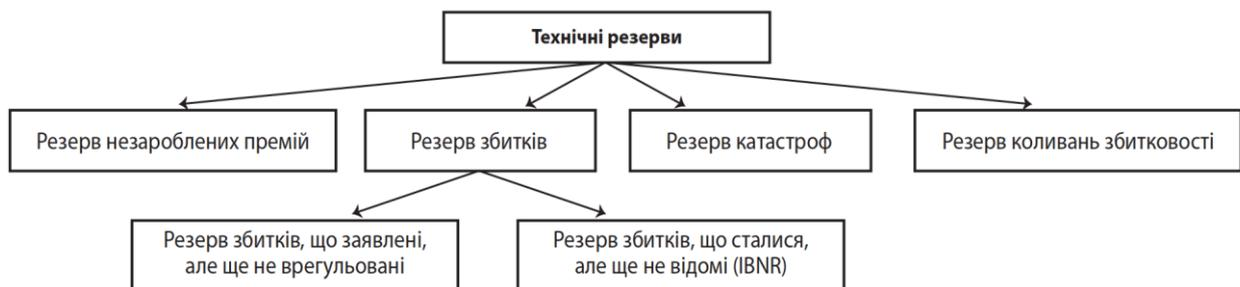 Технічні резерви
Резерв незароблених премій
Резерв збитків
Резерв катастроф
Резерв коливань збитковості
Резерв збитків, що заявлені,
але ще не врегульовані
Резерв збитків, що сталися,
але ще не відомі (IBNR)